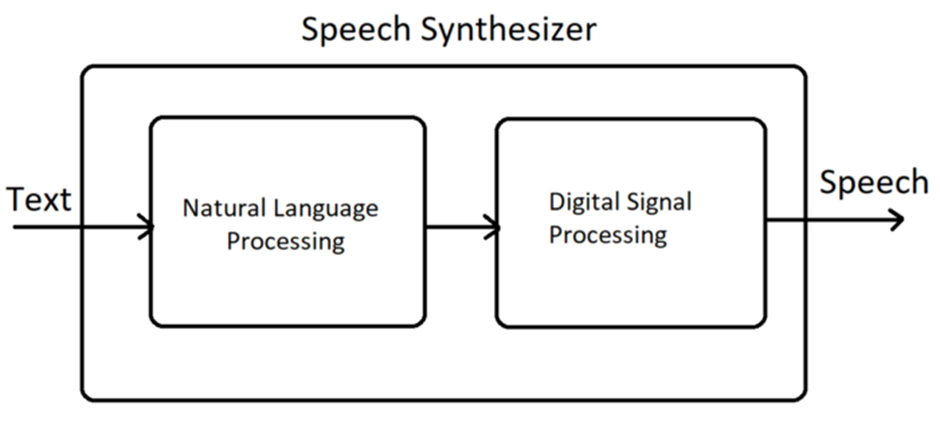 Speech Synthesizer
Text
Natural Language
Processing
Digital Signal
Processing
Speech